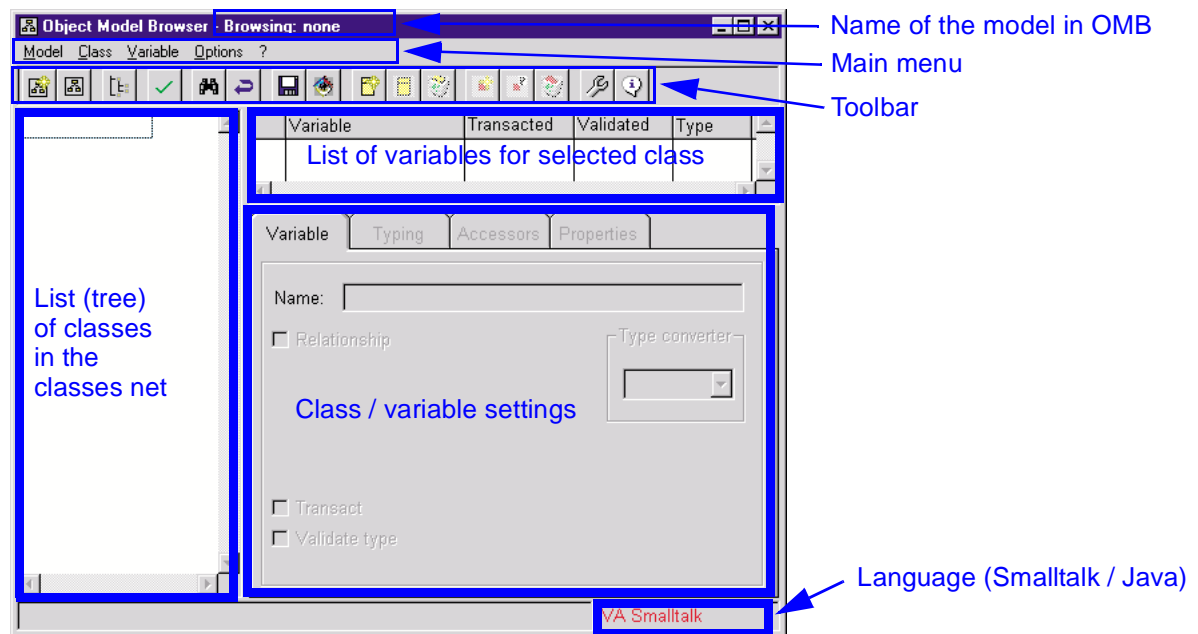 Object Model Browser - Browsing: none
Name of the model in OMB
Model Class Variable Options ?
Main menu
Toolbar
Variable Transacted Validated Type
List of variables for selected class
Variable Typing Accessors Properties
List (tree)
of classes
in the
classes net
Name:
Relationship
Type converter
Class / variable settings
Transact
Validate type
Language (Smalltalk / Java)
VA Smalltalk